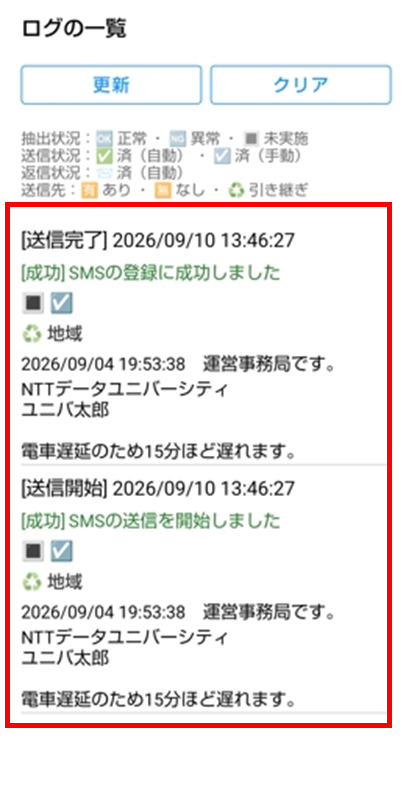 ログの一覧
更新 クリア
抽出状況：🆗 正常 ・ 🆖 異常 ・ 🔳 未実施
送信状況：✅ 済（自動） ・ ☑️ 済（手動）
返信状況：📨 済（自動）
送信先：🈶 あり ・ 🈚 なし ・ ♻️ 引き継ぎ
[送信完了] 2026/09/10 13:46:27
[成功] SMSの登録に成功しました
🔳 ☑️
♻️ 地域
2026/09/04 19:53:38　運営事務局です。
NTTデータユニバーシティ
ユニバ太郎
電車遅延のため15分ほど遅れます。
[送信開始] 2026/09/10 13:46:27
[成功] SMSの送信を開始しました
🔳 ☑️
♻️ 地域
2026/09/04 19:53:38　運営事務局です。
NTTデータユニバーシティ
ユニバ太郎
電車遅延のため15分ほど遅れます。